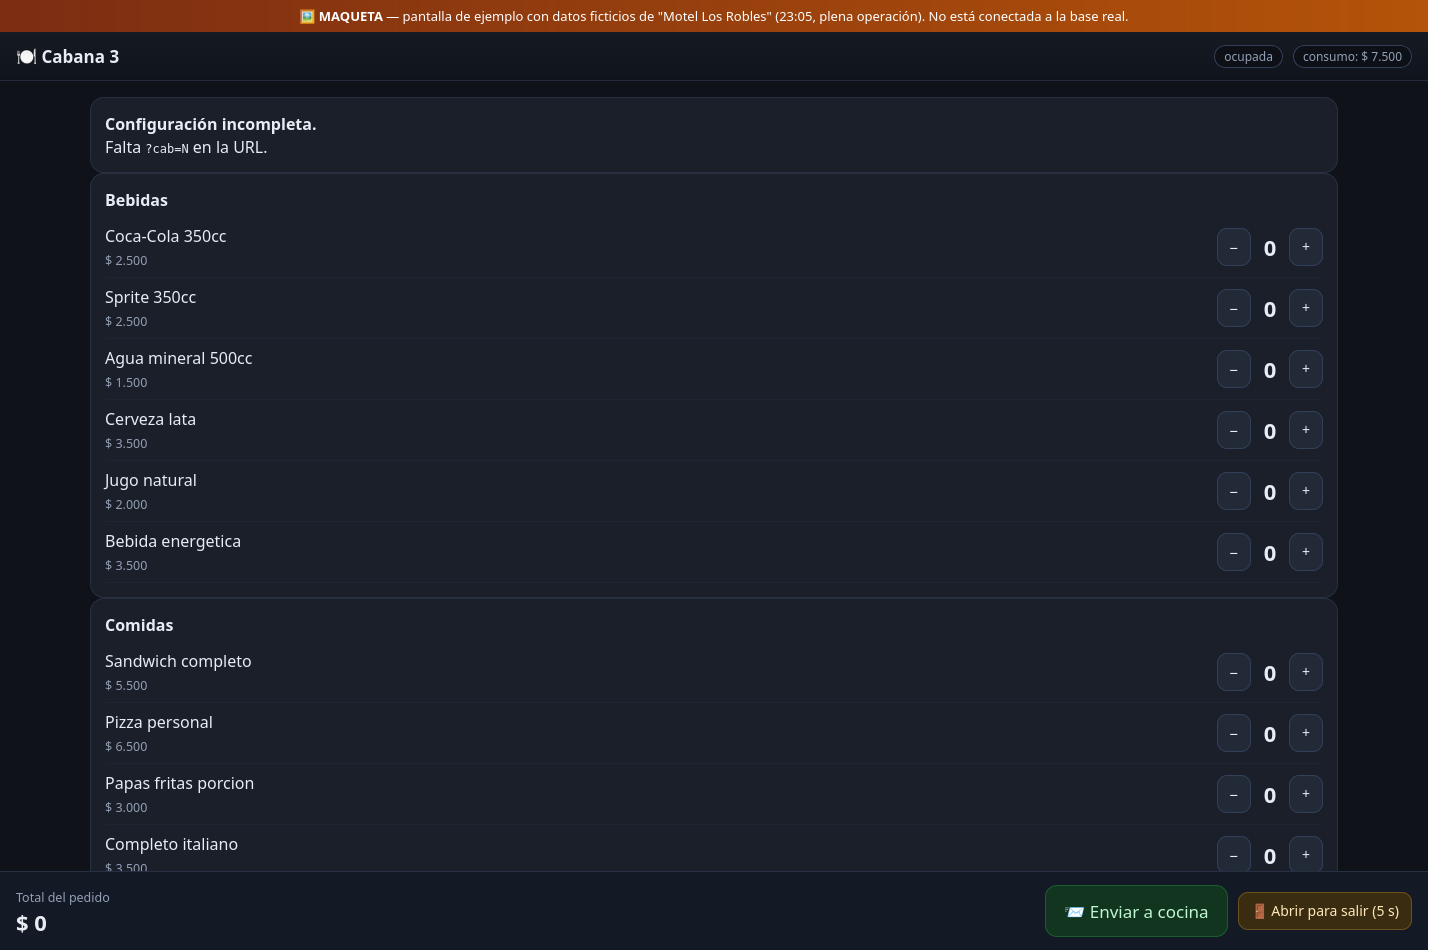 MAQUETA — pantalla de ejemplo con datos ficticios de "Motel Los Robles" (23:05, plena operación). No está conectada a la base real.
Cabana 3
ocupada
consumo: $ 7.500
Configuración incompleta.
Falta ?cab=N en la URL.
Bebidas
Coca-Cola 350cc
$ 2.500
− 0 +
Sprite 350cc
$ 2.500
− 0 +
Agua mineral 500cc
$ 1.500
− 0 +
Cerveza lata
$ 3.500
− 0 +
Jugo natural
$ 2.000
− 0 +
Bebida energetica
$ 3.500
− 0 +
Comidas
Sandwich completo
$ 5.500
− 0 +
Pizza personal
$ 6.500
− 0 +
Papas fritas porcion
$ 3.000
− 0 +
Completo italiano
$ 3.500
− 0 +
Total del pedido
$ 0
Enviar a cocina
Abrir para salir (5 s)